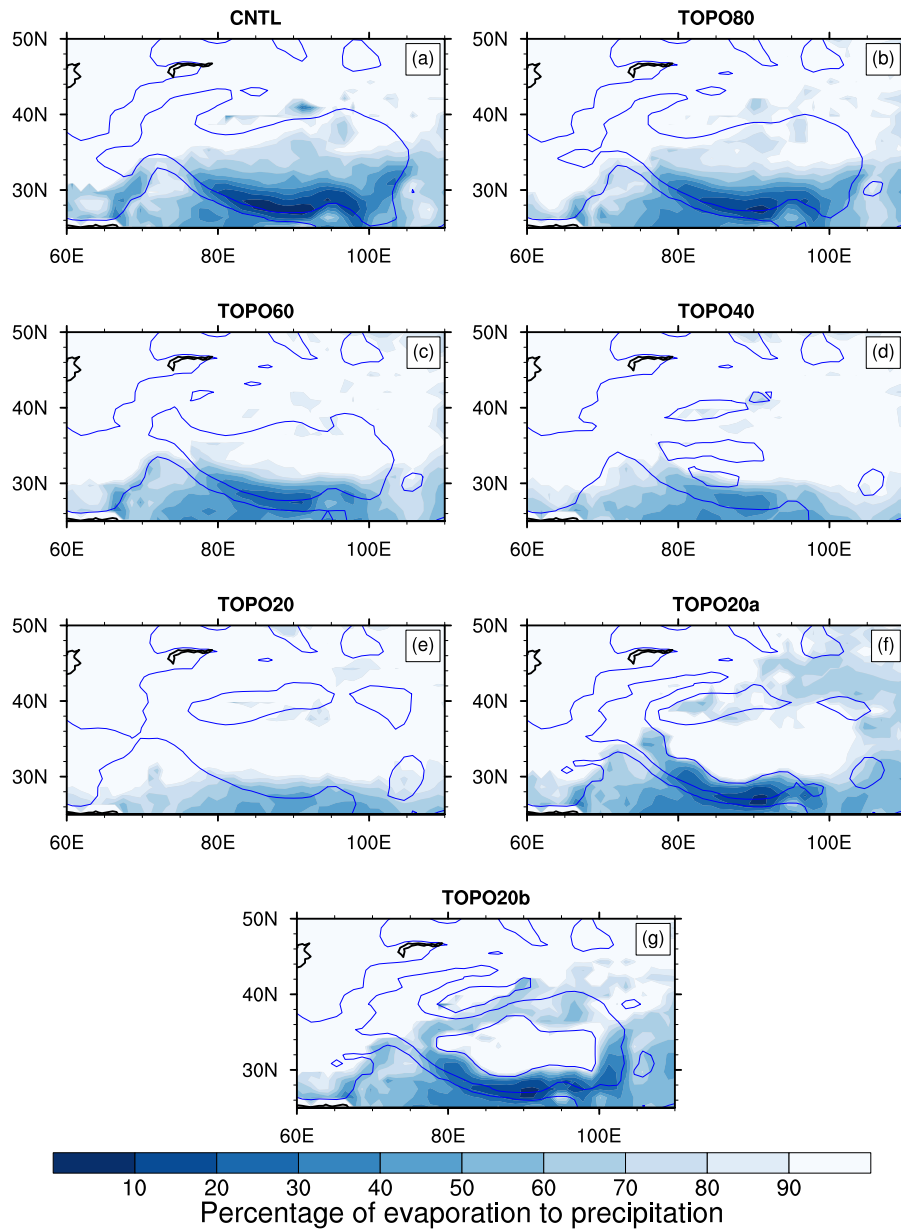 CNTL TOPO80
50N (a) 50N (b)
40N 40N
30N 30N
60E 80E 100E 60E 80E 100E
TOPO60 TOPO40
50N (c) 50N (d)
40N 40N
30N 30N
60E 80E 100E 60E 80E 100E
TOPO20 TOPO20a
50N (e) 50N (f)
40N 40N
30N 30N
60E 80E 100E 60E 80E 100E
TOPO20b
50N (g)
40N
30N
60E 80E 100E
10 20 30 40 50 60 70 80 90
Percentage of evaporation to precipitation